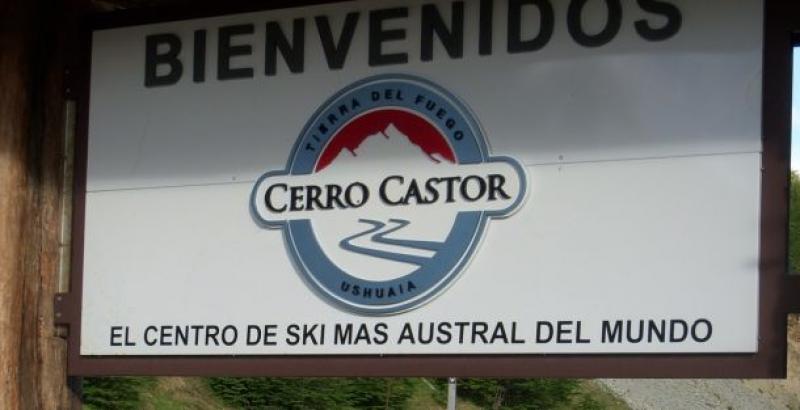 BIENVENIDOS
TIERRA DEL FUEGO
CERRO CASTOR
USHUAIA
EL CENTRO DE SKI MAS AUSTRAL DEL MUNDO